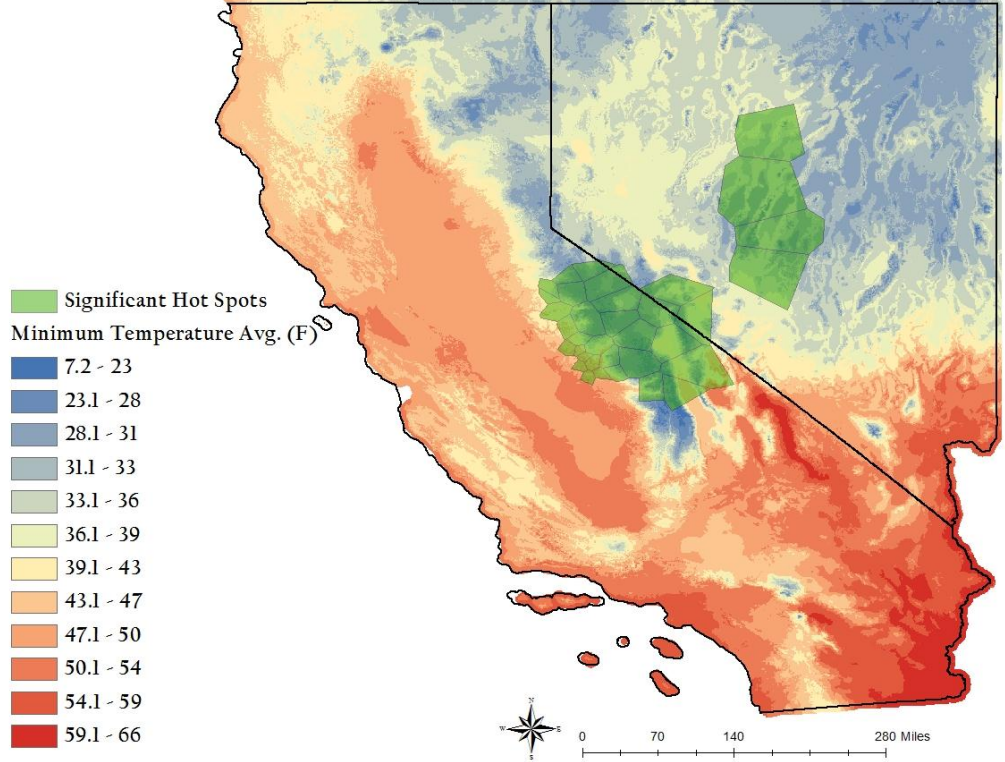 Significant Hot Spots
Minimum Temperature Avg. (F)
7.2 - 23
23.1 - 28
28.1 - 31
31.1 - 33
33.1 - 36
36.1 - 39
39.1 - 43
43.1 - 47
47.1 - 50
50.1 - 54
54.1 - 59
59.1 - 66
N
W E
S
0 70 140 280 Miles